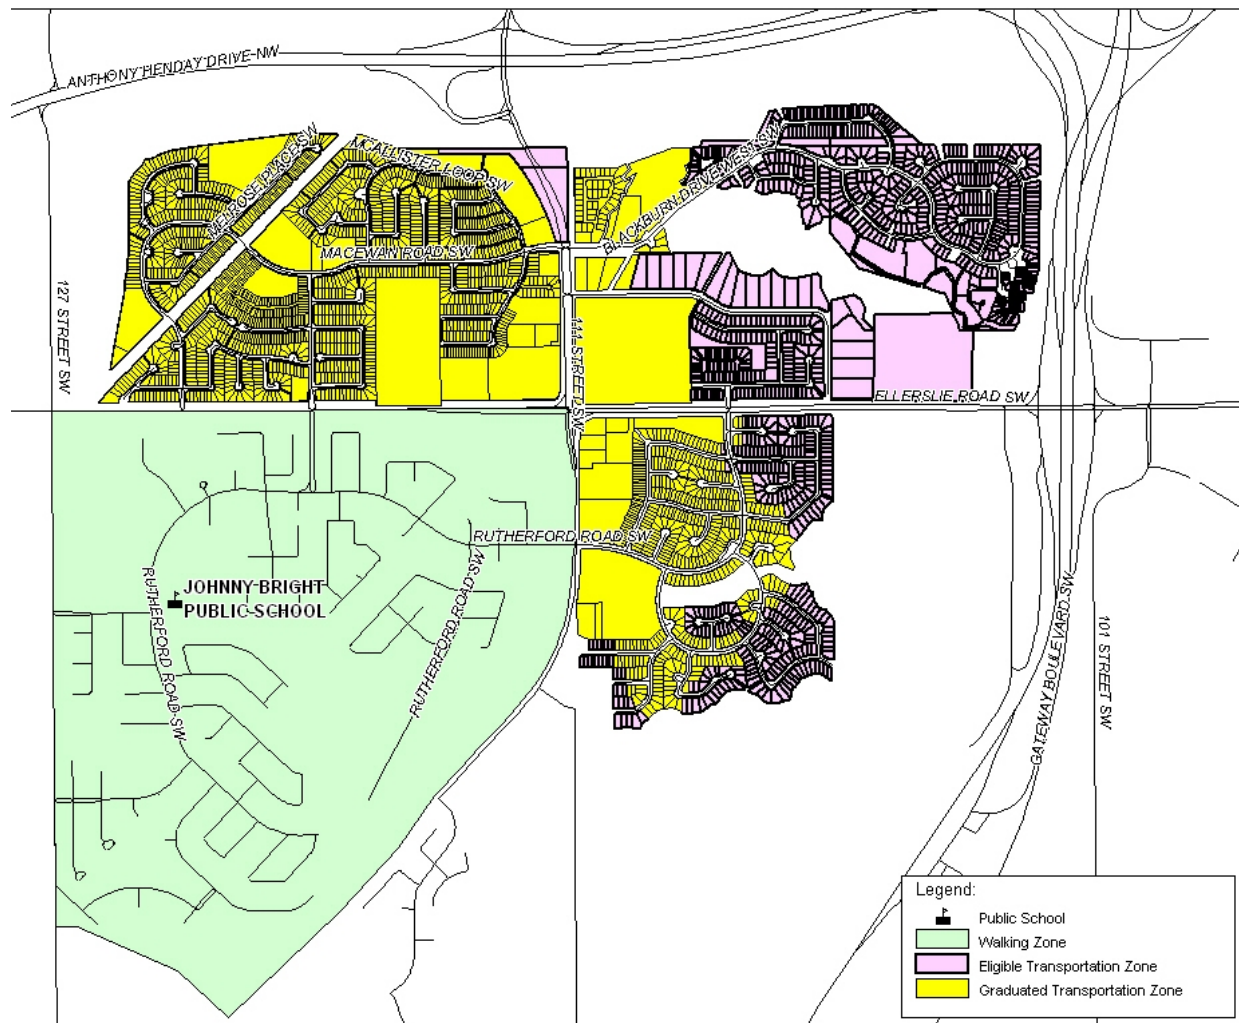 ANTHONY HENDAY DRIVE NW
MELROSE PLACE SW
MCALLISTER LOOP SW
BLACKBURN DRIVE WEST SW
MACEWAN ROAD SW
127 STREET SW
111 STREET SW
ELLERSLIE ROAD SW
RUTHERFORD ROAD SW
JOHNNY BRIGHT
PUBLIC SCHOOL
RUTHERFORD ROAD SW
RUTHERFORD ROAD SW
GATEWAY BOULEVARD SW
101 STREET SW
Legend:
Public School
Walking Zone
Eligible Transportation Zone
Graduated Transportation Zone